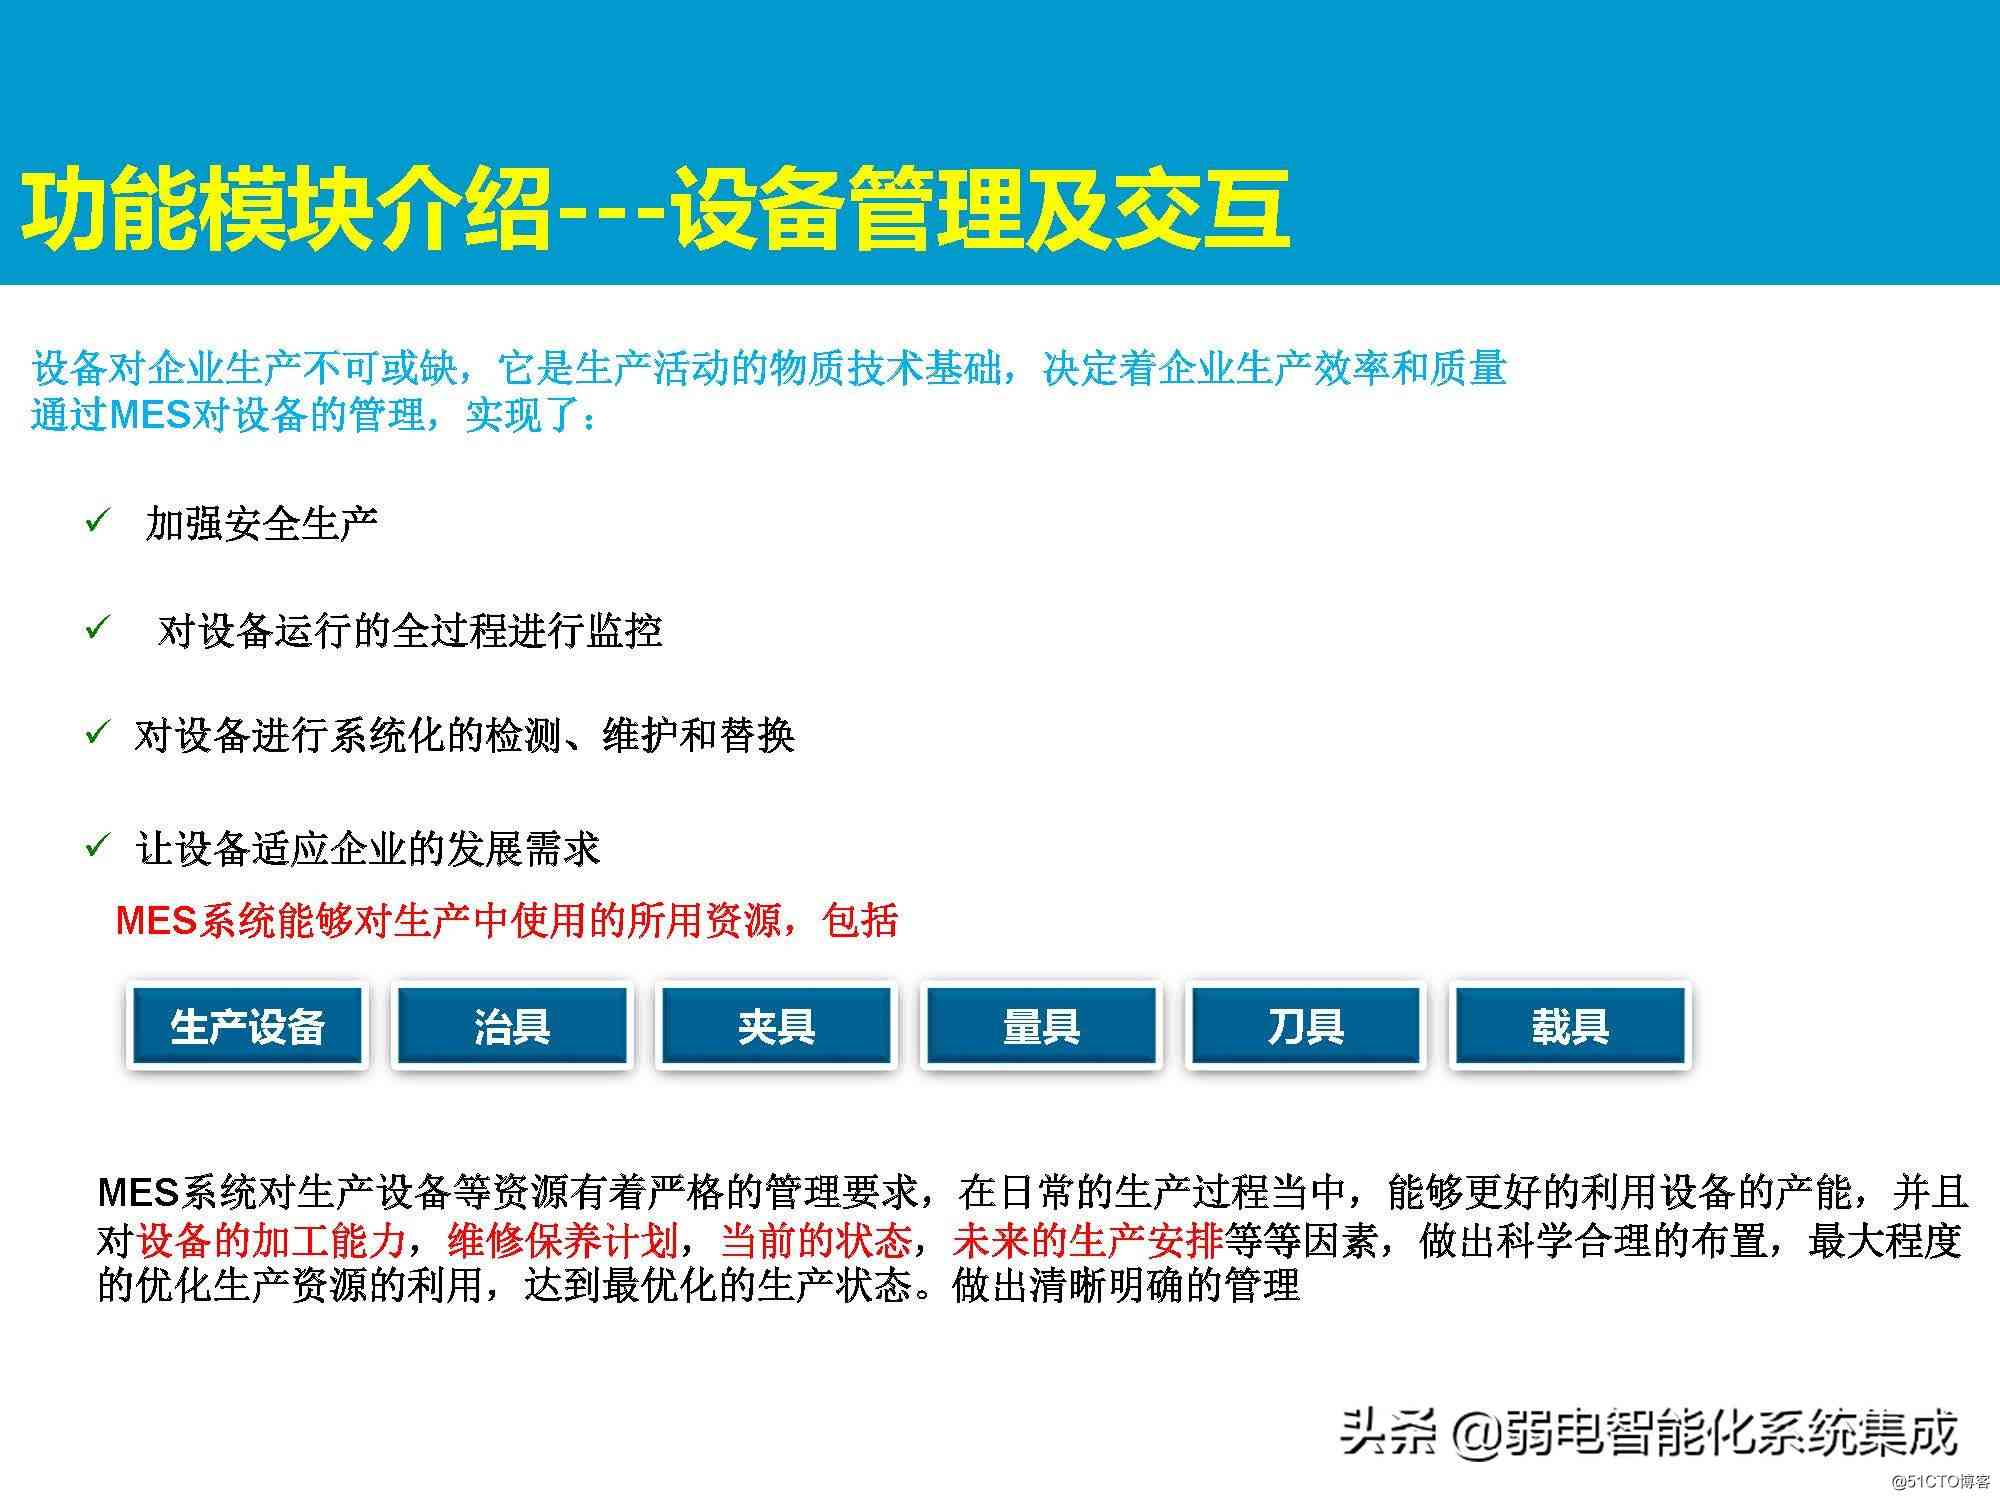 功能模块介绍---设备管理及交互
设备对企业生产不可或缺，它是生产活动的物质技术基础，决定着企业生产效率和质量
通过MES对设备的管理，实现了：
✓ 加强安全生产
✓ 对设备运行的全过程进行监控
✓ 对设备进行系统化的检测、维护和替换
✓ 让设备适应企业的发展需求
MES系统能够对生产中使用的所用资源，包括
生产设备 治具 夹具 量具 刀具 载具
MES系统对生产设备等资源有着严格的管理要求，在日常的生产过程当中，能够更好的利用设备的产能，并且
对设备的加工能力，维修保养计划，当前的状态，未来的生产安排等等因素，做出科学合理的布置，最大程度
的优化生产资源的利用，达到最优化的生产状态。做出清晰明确的管理
头条 @弱电智能化系统集成
@51CTO博客